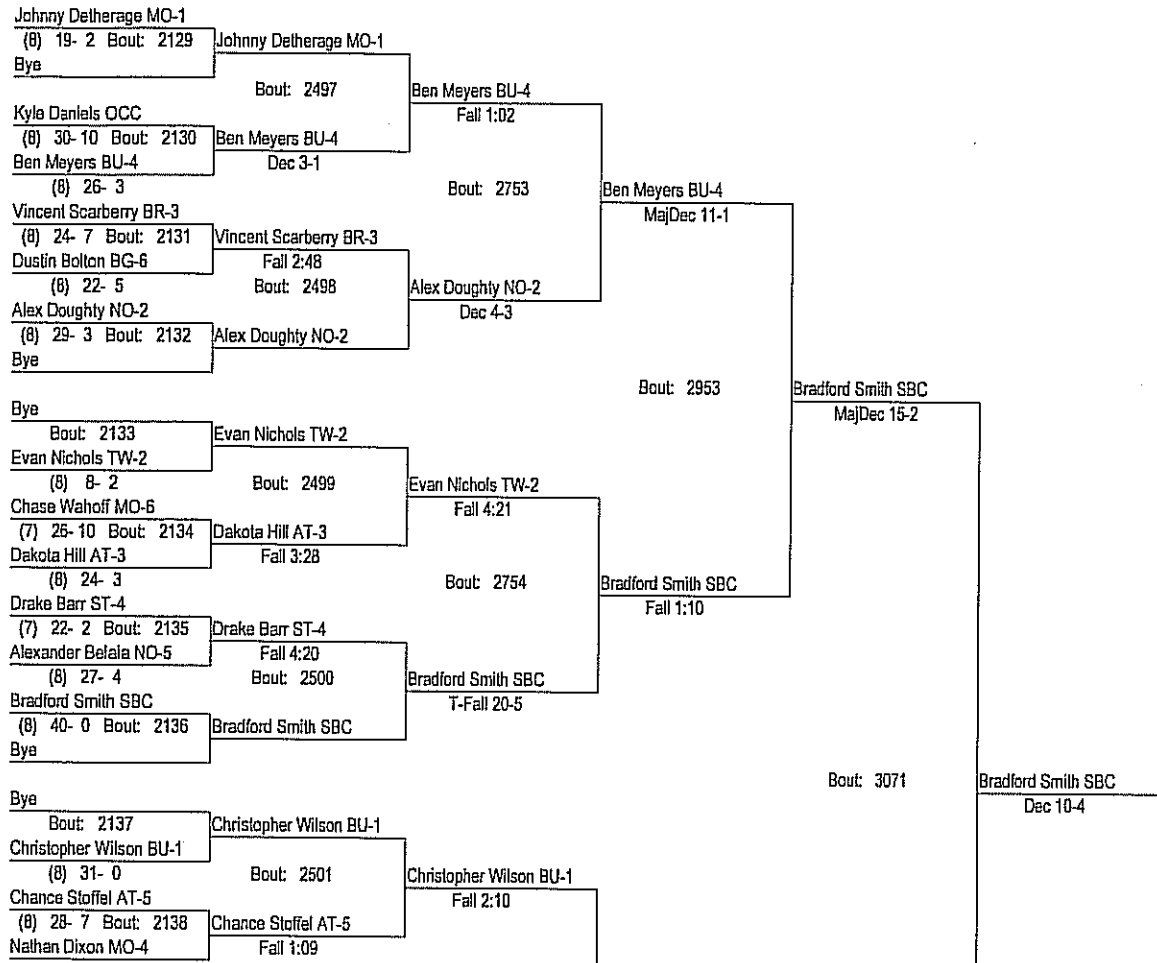 Johnny Detherage MO-1
(8) 19- 2 Bout: 2129
Johnny Detherage MO-1
Bye
Bout: 2497
Ben Meyers BU-4
Fall 1:02
Kyle Daniels OCC
(8) 30- 10 Bout: 2130
Ben Meyers BU-4
Ben Meyers BU-4
Dec 3-1
(8) 26- 3
Bout: 2753
Ben Meyers BU-4
MajDec 11-1
Vincent Scarberry BR-3
(8) 24- 7 Bout: 2131
Vincent Scarberry BR-3
Dustin Bolton BG-6
Fall 2:48
(8) 22- 5
Bout: 2498
Alex Doughty NO-2
Dec 4-3
Alex Doughty NO-2
(8) 29- 3 Bout: 2132
Alex Doughty NO-2
Bye
Bout: 2953
Bradford Smith SBC
MajDec 15-2
Bye
Bout: 2133
Evan Nichols TW-2
Evan Nichols TW-2
(8) 8- 2
Bout: 2499
Evan Nichols TW-2
Fall 4:21
Chase Wahoff MO-6
(7) 26- 10 Bout: 2134
Dakota Hill AT-3
Dakota Hill AT-3
Fall 3:28
(8) 24- 3
Bout: 2754
Bradford Smith SBC
Fall 1:10
Drake Barr ST-4
(7) 22- 2 Bout: 2135
Drake Barr ST-4
Alexander Befala NO-5
Fall 4:20
(8) 27- 4
Bout: 2500
Bradford Smith SBC
T-Fall 20-5
Bradford Smith SBC
(8) 40- 0 Bout: 2136
Bradford Smith SBC
Bye
Bout: 3071
Bradford Smith SBC
Dec 10-4
Bye
Bout: 2137
Christopher Wilson BU-1
Christopher Wilson BU-1
(8) 31- 0
Bout: 2501
Christopher Wilson BU-1
Fall 2:10
Chance Stoffel AT-5
(8) 28- 7 Bout: 2138
Chance Stoffel AT-5
Nathan Dixon MO-4
Fall 1:09